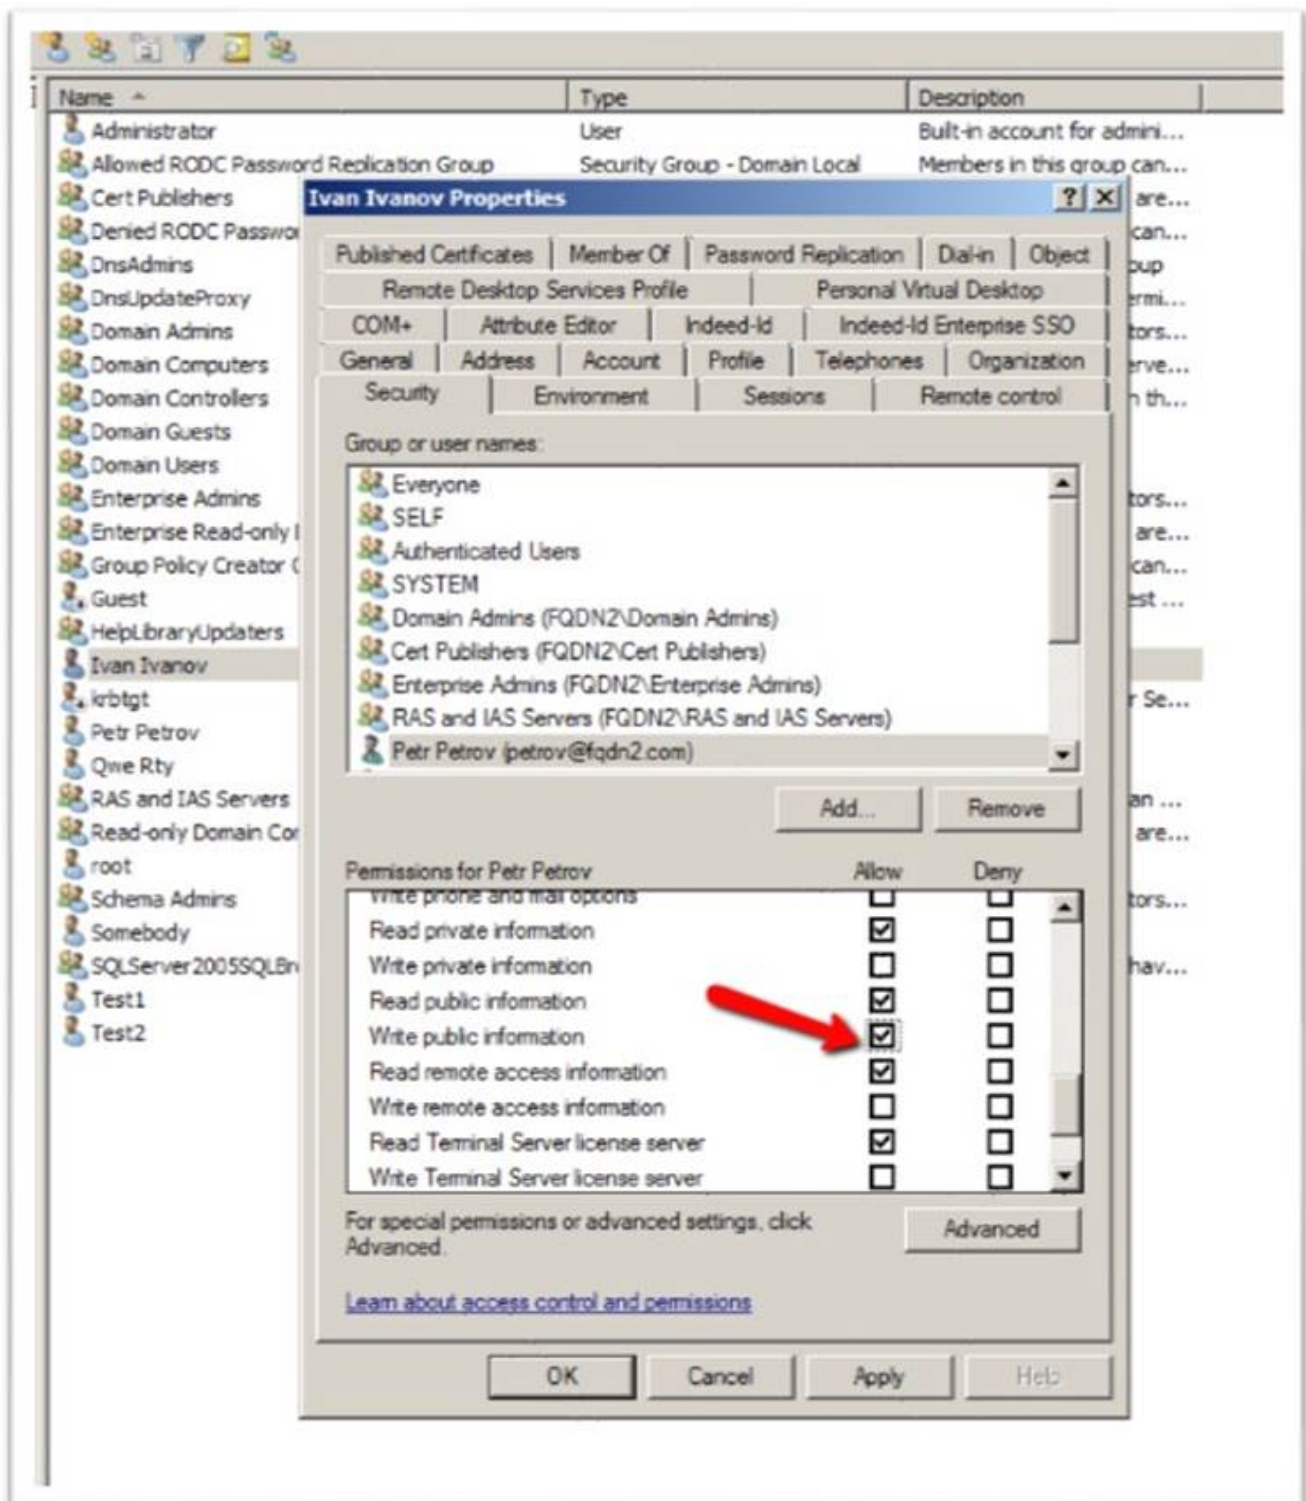 Name Type Description
Administrator User Built-in account for admini...
Allowed RODC Password Replication Group Security Group - Domain Local Members in this group can...
Cert Publishers
are...
Denied RODC Passwor
can...
DnsAdmins
oup
DnsUpdateProxy
ermi...
Domain Admins
tors...
Domain Computers
erve...
Domain Controllers
n th...
Domain Guests
Domain Users
Enterprise Admins
tors...
Enterprise Read-only
are...
Group Policy Creator
can...
Guest
est ...
HelpLibraryUpdaters
Ivan Ivanov
krbtgt
r Se...
Petr Petrov
Qwe Rty
RAS and IAS Servers
an ...
Read-only Domain Con
are...
root
Schema Admins
tors...
Somebody
SQLServer2005SQLBro
hav...
Test1
Test2
Ivan Ivanov Properties
Published Certificates Member Of Password Replication Dial-in Object
Remote Desktop Services Profile Personal Virtual Desktop
COM+ Attribute Editor Indeed-Id Indeed-Id Enterprise SSO
General Address Account Profile Telephones Organization
Security Environment Sessions Remote control
Group or user names:
Everyone
SELF
Authenticated Users
SYSTEM
Domain Admins (FQDN2\Domain Admins)
Cert Publishers (FQDN2\Cert Publishers)
Enterprise Admins (FQDN2\Enterprise Admins)
RAS and IAS Servers (FQDN2\RAS and IAS Servers)
Petr Petrov (petrov@fqdn2.com)
Add... Remove
Permissions for Petr Petrov Allow Deny
Write phone and mail options
Read private information
Write private information
Read public information
Write public information
Read remote access information
Write remote access information
Read Terminal Server license server
Write Terminal Server license server
For special permissions or advanced settings, click
Advanced.
Advanced
Learn about access control and permissions
OK Cancel Apply Help